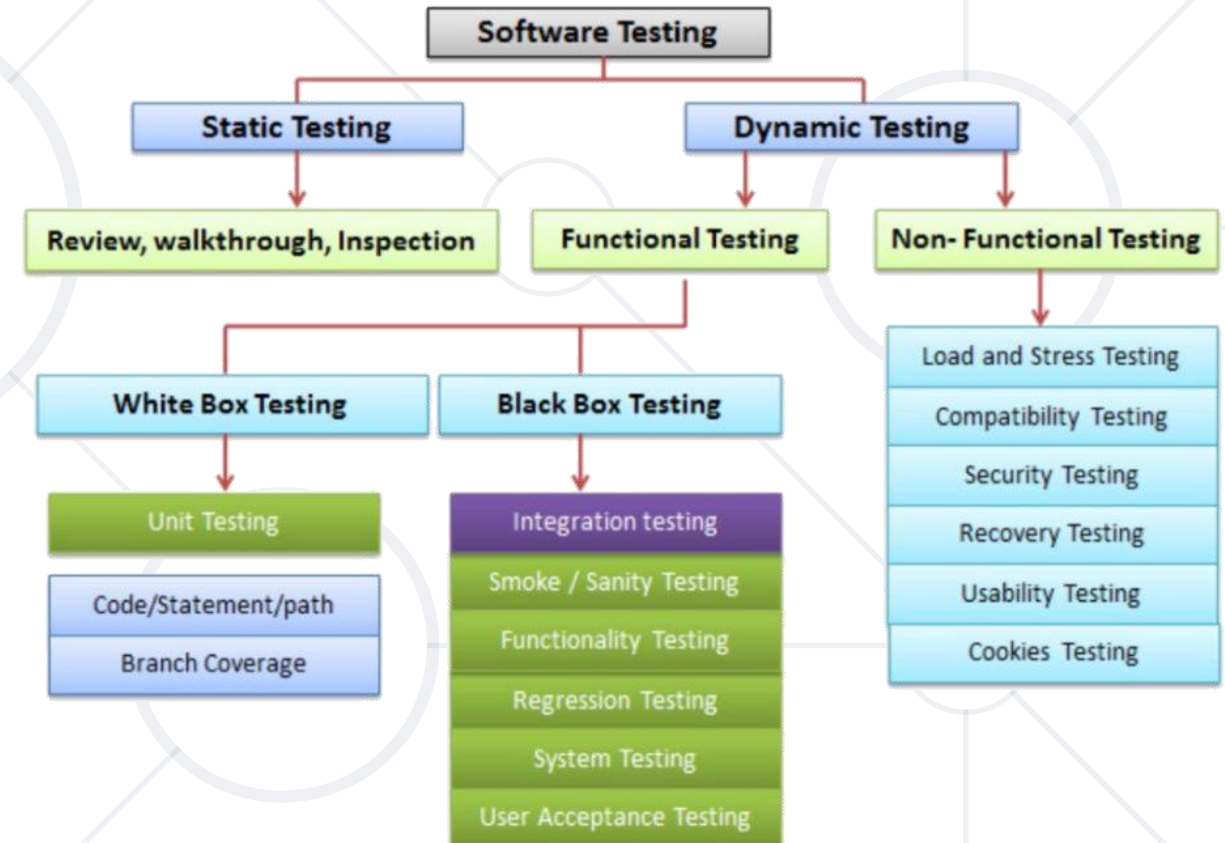 Software Testing
Static Testing
Dynamic Testing
Review, walkthrough, Inspection
Functional Testing
Non- Functional Testing
White Box Testing
Black Box Testing
Unit Testing
Code/Statement/path
Branch Coverage
Integration testing
Smoke / Sanity Testing
Functionality Testing
Regression Testing
System Testing
User Acceptance Testing
Load and Stress Testing
Compatibility Testing
Security Testing
Recovery Testing
Usability Testing
Cookies Testing